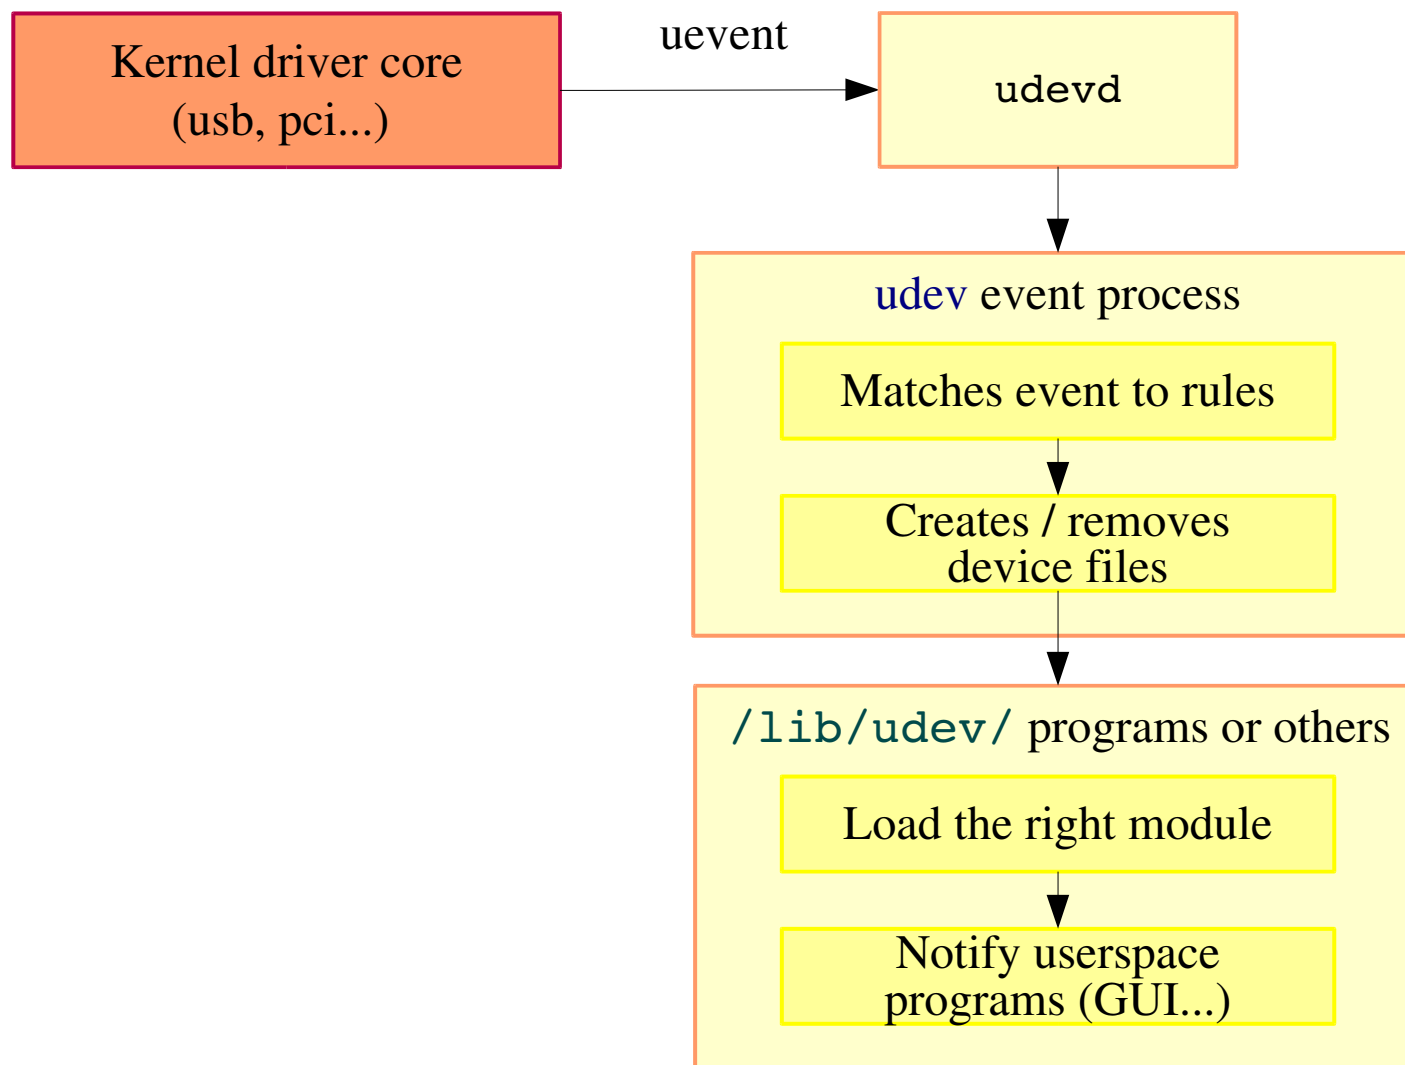 Kernel driver core
(usb, pci...)
uevent
udevd
udev event process
Matches event to rules
Creates / removes
device files
/lib/udev/ programs or others
Load the right module
Notify userspace
programs (GUI...)